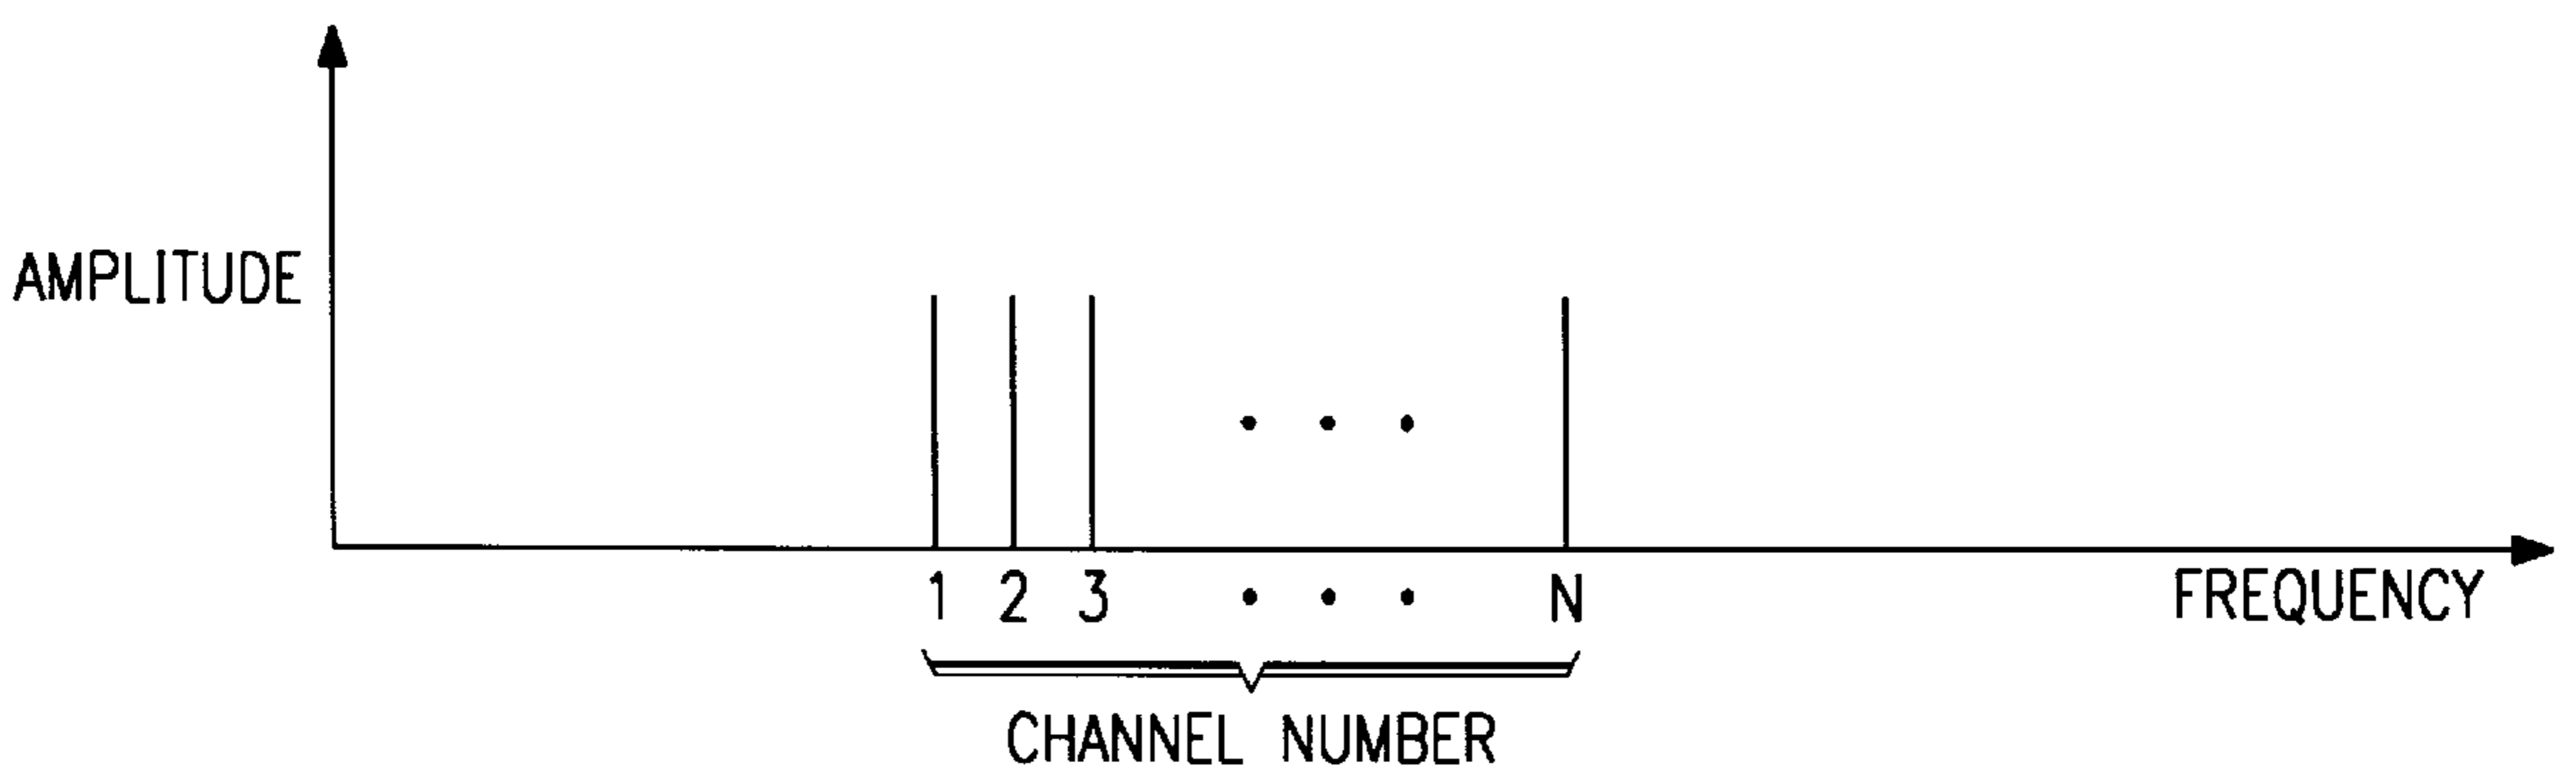 AMPLITUDE
1 2 3 • • • N
FREQUENCY
CHANNEL NUMBER